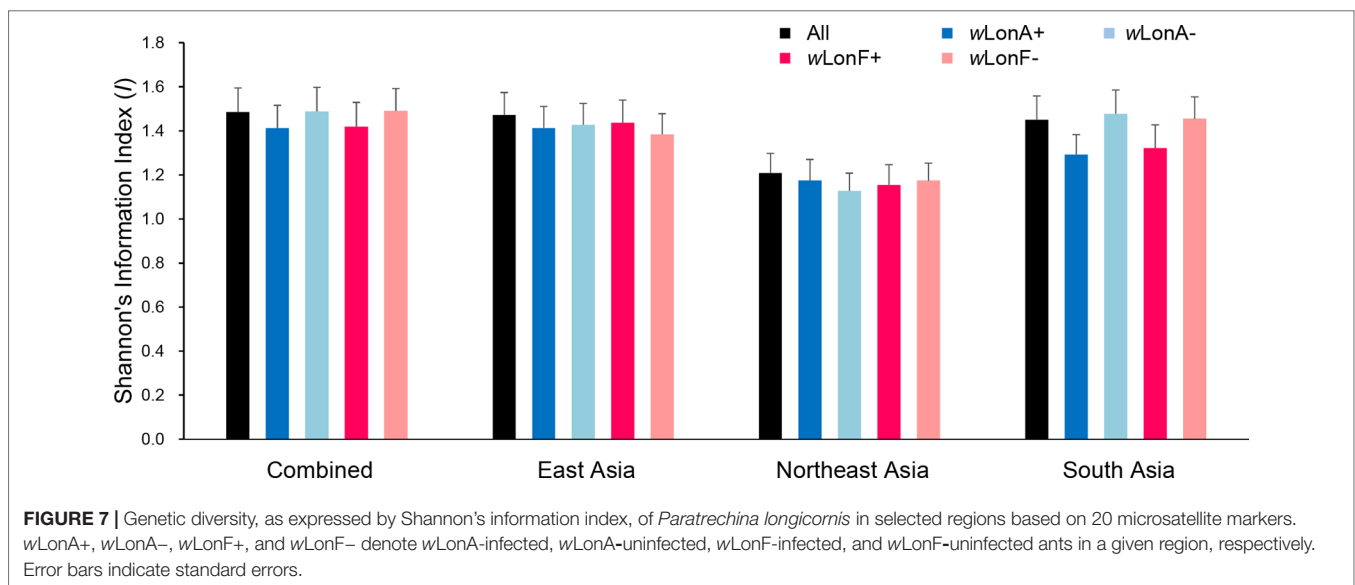 All wLonA+ wLonA-
wLonF+ wLonF-
Shannon's Information Index (I)
1.8
1.6
1.4
1.2
1.0
0.8
0.6
0.4
0.2
0.0
Combined East Asia Northeast Asia South Asia
FIGURE 7 | Genetic diversity, as expressed by Shannon’s information index, of Paratrechina longicornis in selected regions based on 20 microsatellite markers.
wLonA+, wLonA−, wLonF+, and wLonF− denote wLonA-infected, wLonA-uninfected, wLonF-infected, and wLonF-uninfected ants in a given region, respectively.
Error bars indicate standard errors.